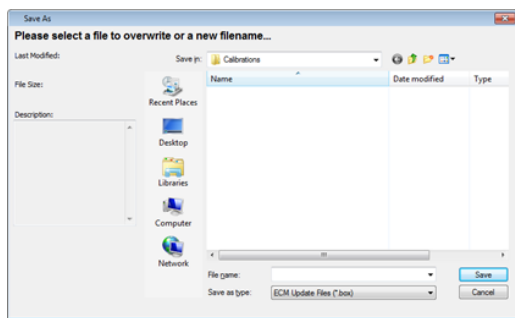 Save As
Please select a file to overwrite or a new filename...
Last Modified:
Save in: Calibrations
File Size:
Name Date modified Type
Description:
Recent Places
Desktop
Libraries
Computer
Network
File name: Save
Save as type: ECM Update Files (*.box) Cancel